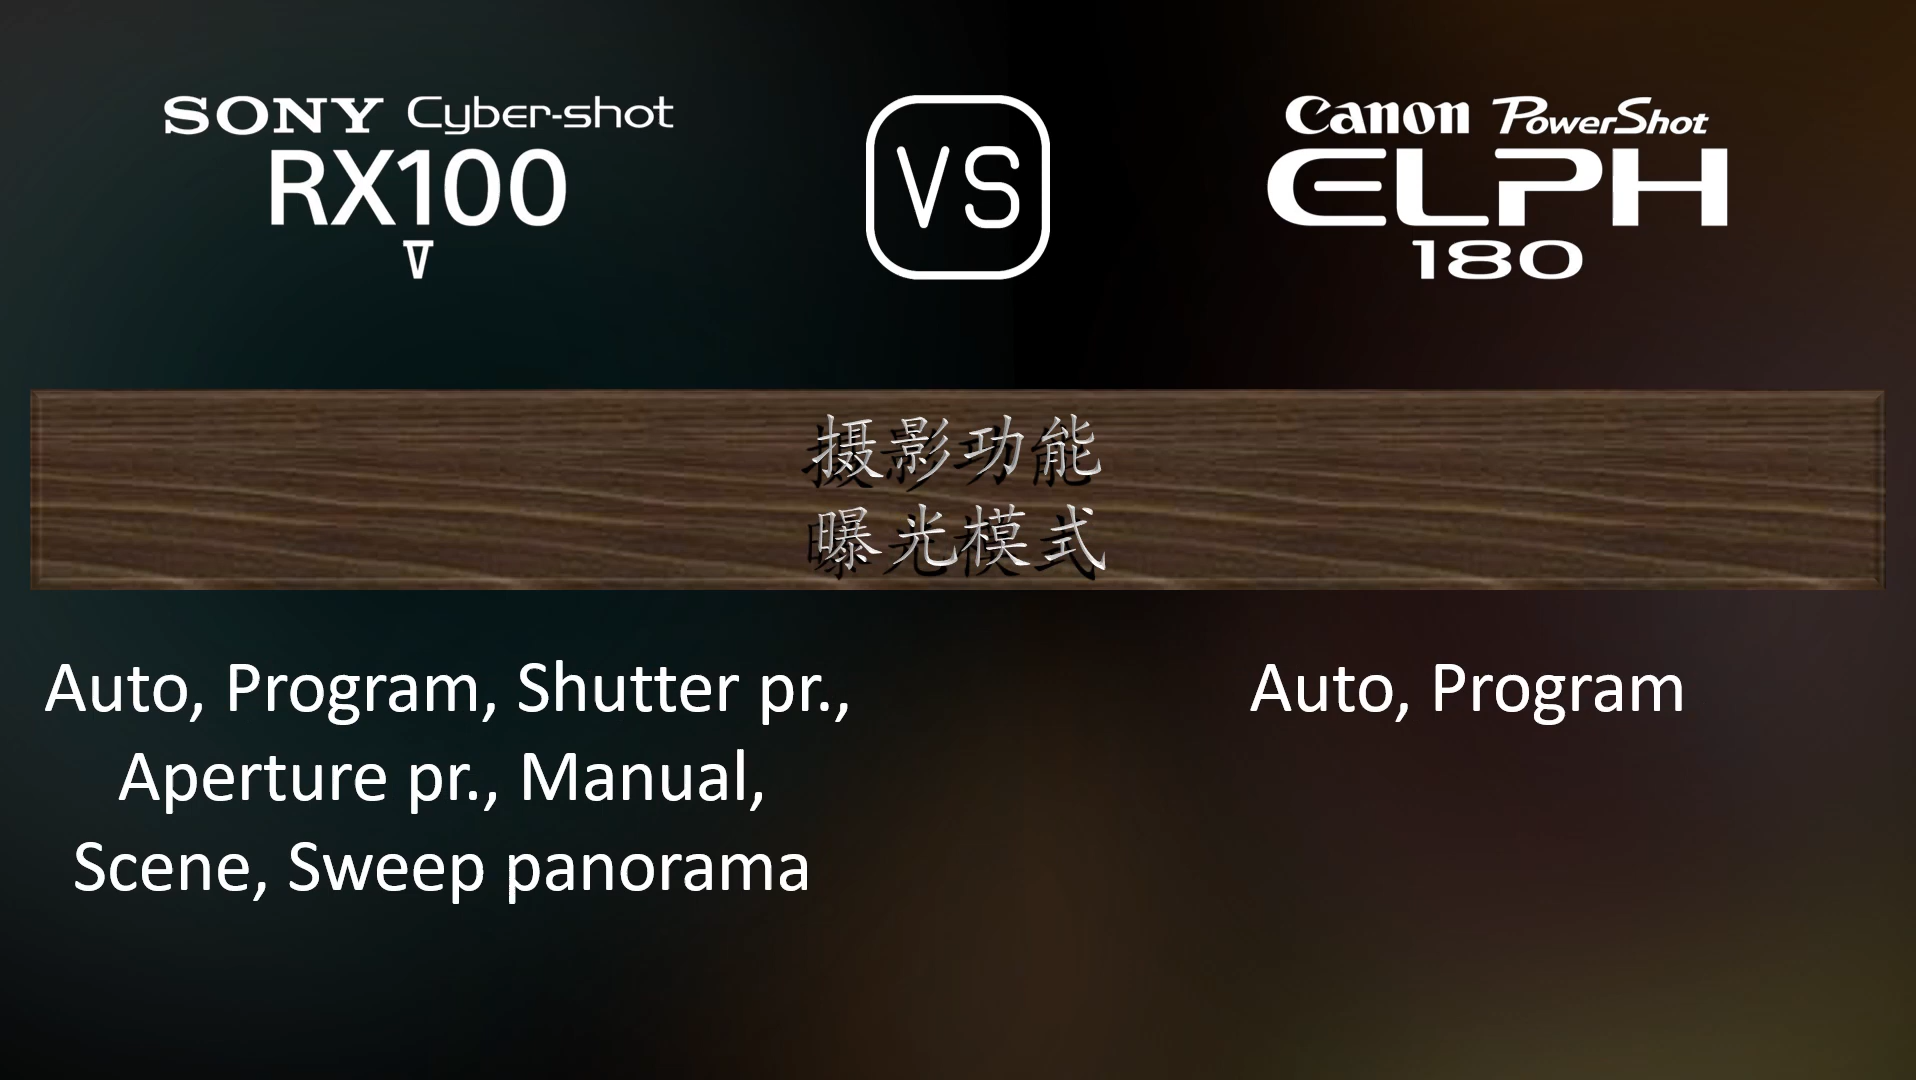 SONY Cyber-shot
RX100
V
VS
Canon PowerShot
ELPH
180
摄影功能
曝光模式
Auto, Program, Shutter pr.,
Aperture pr., Manual,
Scene, Sweep panorama
Auto, Program